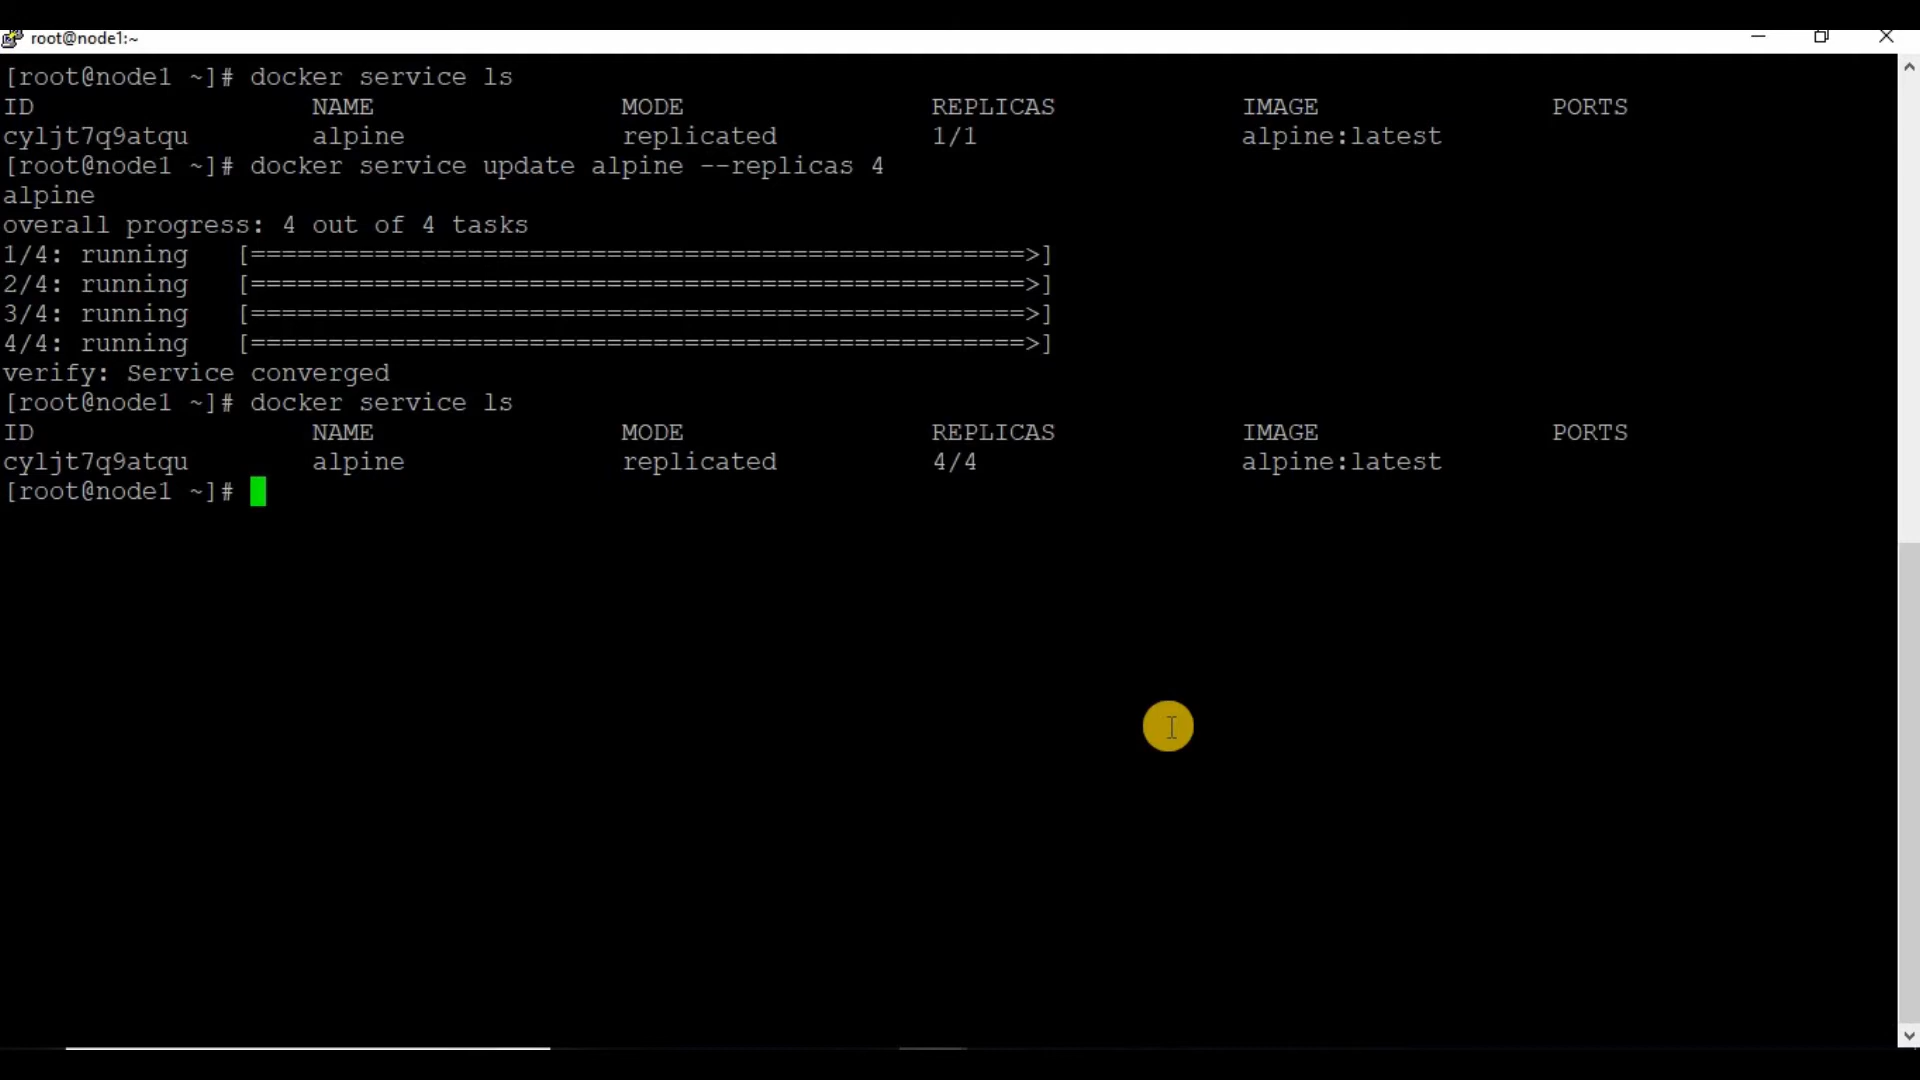 root@node1:~
[root@node1 ~]# docker service ls
ID NAME MODE REPLICAS IMAGE PORTS
cyljt7q9atqu alpine replicated 1/1 alpine:latest
[root@node1 ~]# docker service update alpine --replicas 4
alpine
overall progress: 4 out of 4 tasks
1/4: running [==================================================>]
2/4: running [==================================================>]
3/4: running [==================================================>]
4/4: running [==================================================>]
verify: Service converged
[root@node1 ~]# docker service ls
ID NAME MODE REPLICAS IMAGE PORTS
cyljt7q9atqu alpine replicated 4/4 alpine:latest
[root@node1 ~]#